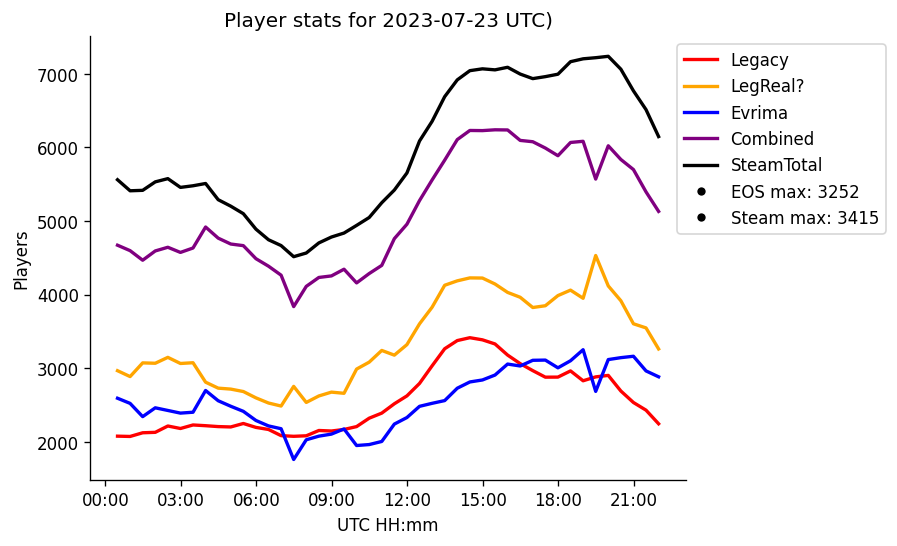 Player stats for 2023-07-23 UTC)
Legacy
LegReal?
Evrima
Combined
SteamTotal
EOS max: 3252
Steam max: 3415
Players
7000
6000
5000
4000
3000
2000
00:00 03:00 06:00 09:00 12:00 15:00 18:00 21:00
UTC HH:mm